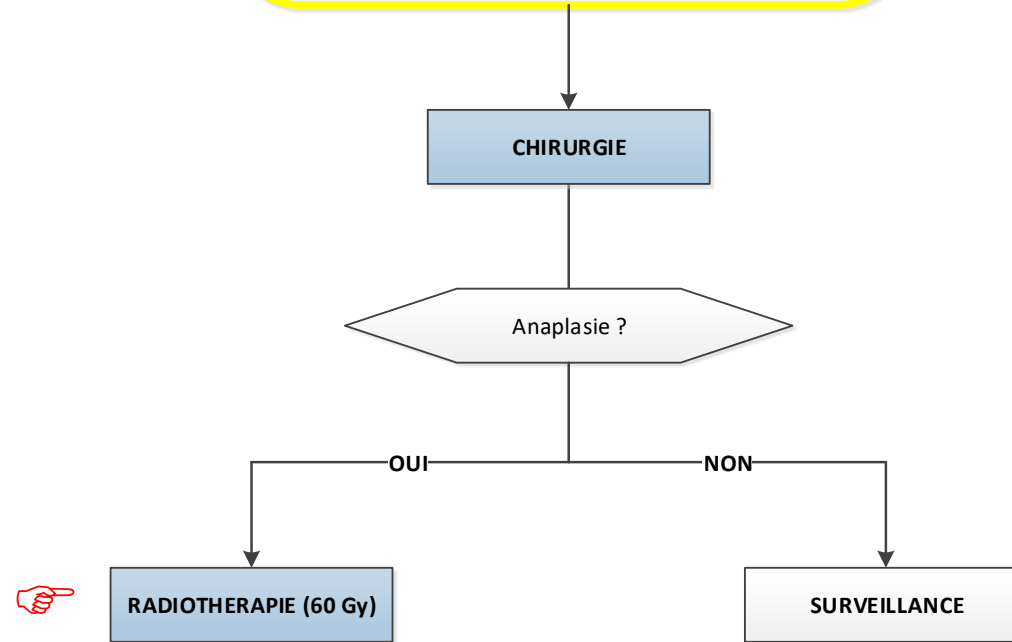 CHIRURGIE
Anaplasie ?
OUI
NON
RADIOTHERAPIE (60 Gy)
SURVEILLANCE